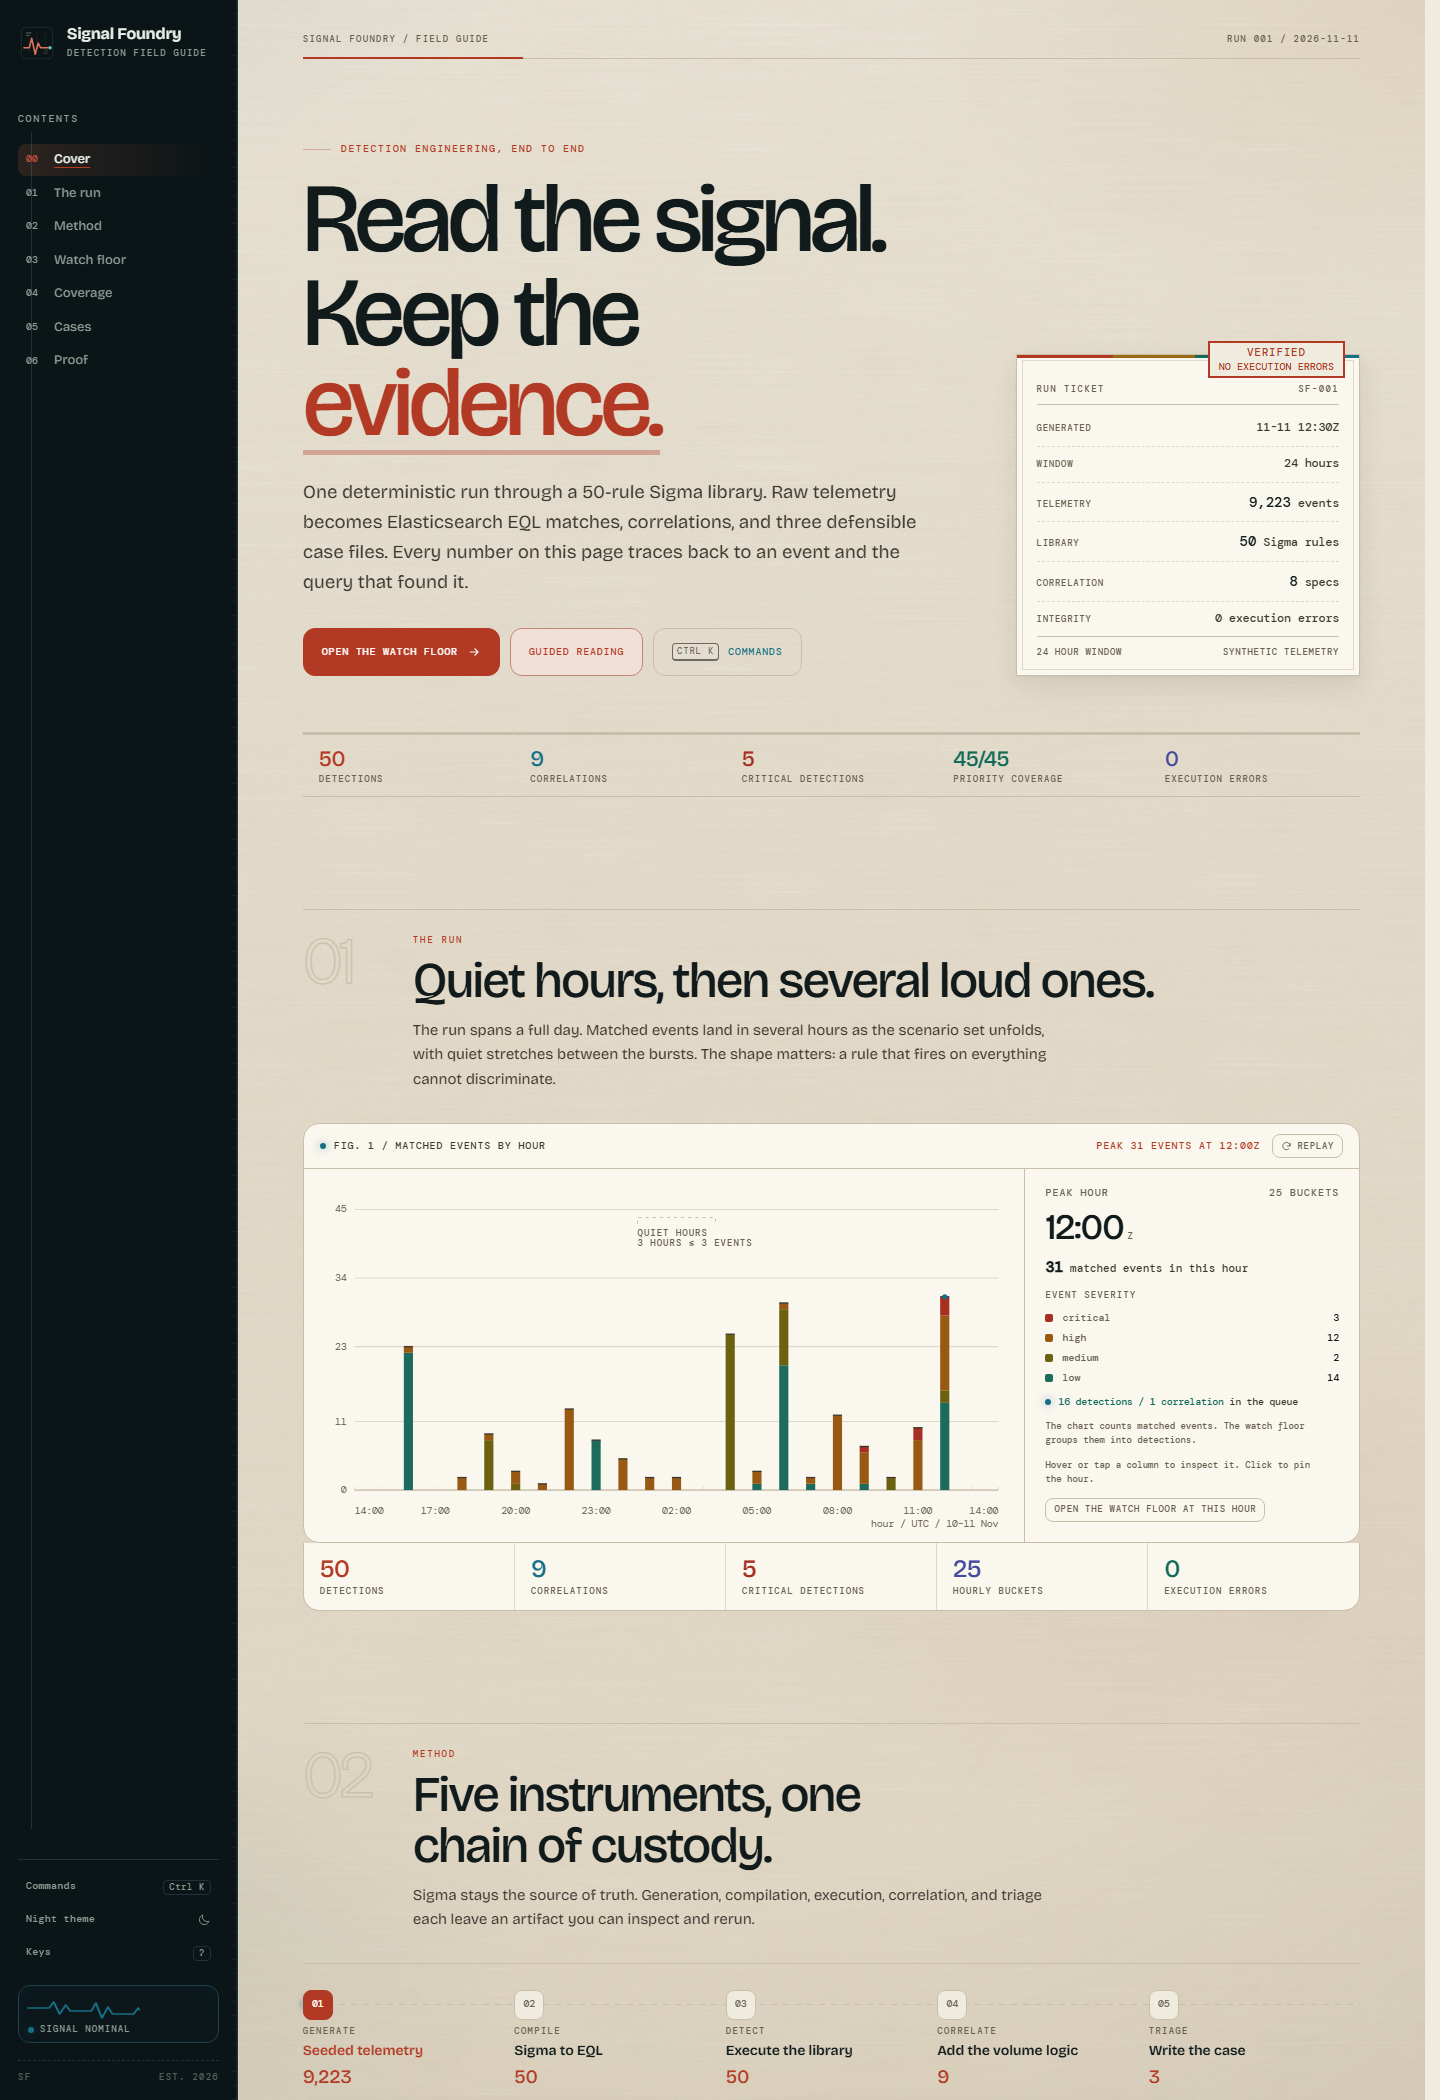 Signal Foundry
DETECTION FIELD GUIDE
CONTENTS
00 Cover
01 The run
02 Method
03 Watch floor
04 Coverage
05 Cases
06 Proof
Commands Ctrl K
Night theme
Keys ?
SIGNAL NOMINAL
SF EST. 2026
SIGNAL FOUNDRY / FIELD GUIDE RUN 001 / 2026-11-11
DETECTION ENGINEERING, END TO END
Read the signal.
Keep the
evidence.
One deterministic run through a 50-rule Sigma library. Raw telemetry
becomes Elasticsearch EQL matches, correlations, and three defensible
case files. Every number on this page traces back to an event and the
query that found it.
OPEN THE WATCH FLOOR → GUIDED READING CTRL K COMMANDS
VERIFIED
NO EXECUTION ERRORS
RUN TICKET SF-001
GENERATED 11-11 12:30Z
WINDOW 24 hours
TELEMETRY 9,223 events
LIBRARY 50 Sigma rules
CORRELATION 8 specs
INTEGRITY 0 execution errors
24 HOUR WINDOW SYNTHETIC TELEMETRY
50 9 5 45/45 0
DETECTIONS CORRELATIONS CRITICAL DETECTIONS PRIORITY COVERAGE EXECUTION ERRORS
01
THE RUN
Quiet hours, then several loud ones.
The run spans a full day. Matched events land in several hours as the scenario set unfolds,
with quiet stretches between the bursts. The shape matters: a rule that fires on everything
cannot discriminate.
FIG. 1 / MATCHED EVENTS BY HOUR PEAK 31 EVENTS AT 12:00Z REPLAY
45
QUIET HOURS
3 HOURS ≤ 3 EVENTS
34
23
11
0
14:00 17:00 20:00 23:00 02:00 05:00 08:00 11:00 14:00
hour / UTC / 10-11 Nov
PEAK HOUR 25 BUCKETS
12:00 Z
31 matched events in this hour
EVENT SEVERITY
critical 3
high 12
medium 2
low 14
16 detections / 1 correlation in the queue
The chart counts matched events. The watch floor
groups them into detections.
Hover or tap a column to inspect it. Click to pin
the hour.
OPEN THE WATCH FLOOR AT THIS HOUR
50 9 5 25 0
DETECTIONS CORRELATIONS CRITICAL DETECTIONS HOURLY BUCKETS EXECUTION ERRORS
02
METHOD
Five instruments, one
chain of custody.
Sigma stays the source of truth. Generation, compilation, execution, correlation, and triage
each leave an artifact you can inspect and rerun.
01 02 03 04 05
GENERATE COMPILE DETECT CORRELATE TRIAGE
Seeded telemetry Sigma to EQL Execute the library Add the volume logic Write the case
9,223 50 50 9 3